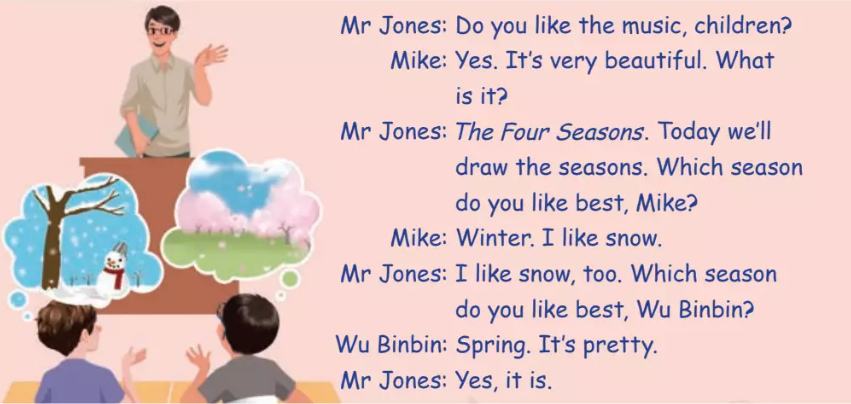 Mr Jones: Do you like the music, children?
Mike: Yes. It's very beautiful. What
is it?
Mr Jones: The Four Seasons. Today we'll
draw the seasons. Which season
do you like best, Mike?
Mike: Winter. I like snow.
Mr Jones: I like snow, too. Which season
do you like best, Wu Binbin?
Wu Binbin: Spring. It's pretty.
Mr Jones: Yes, it is.